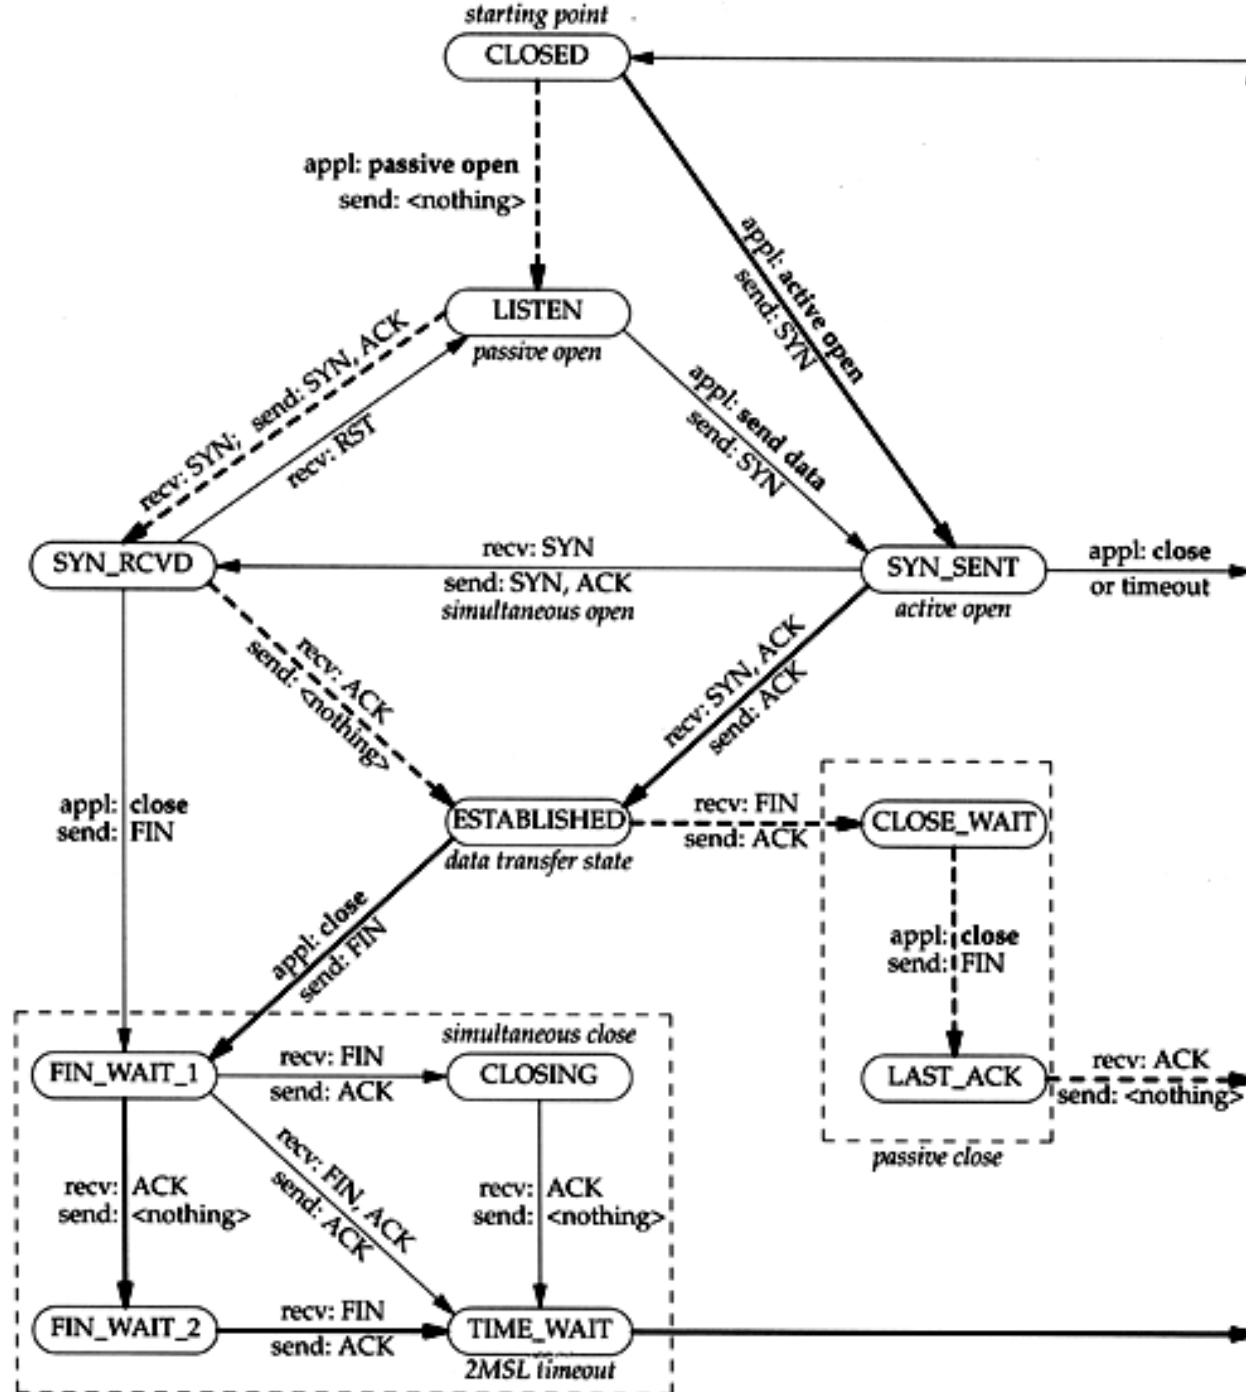 starting point
CLOSED
appl: passive open
send: <nothing>
appl: active open
send: SYN
LISTEN
passive open
recv: SYN; send: SYN, ACK
recv: RST
appl: send data
send: SYN
SYN_RCVD
recv: SYN
send: SYN, ACK
simultaneous open
SYN_SENT
active open
appl: close
or timeout
recv: ACK
send: <nothing>
recv: SYN, ACK
send: ACK
appl: close
send: FIN
ESTABLISHED
data transfer state
recv: FIN
send: ACK
CLOSE_WAIT
appl: close
send: FIN
appl: close
send: FIN
simultaneous close
FIN_WAIT_1
recv: FIN
send: ACK
CLOSING
LAST_ACK
recv: ACK
send: <nothing>
passive close
recv: ACK
send: <nothing>
recv: FIN, ACK
send: ACK
recv: ACK
send: <nothing>
FIN_WAIT_2
recv: FIN
send: ACK
TIME_WAIT
2MSL timeout